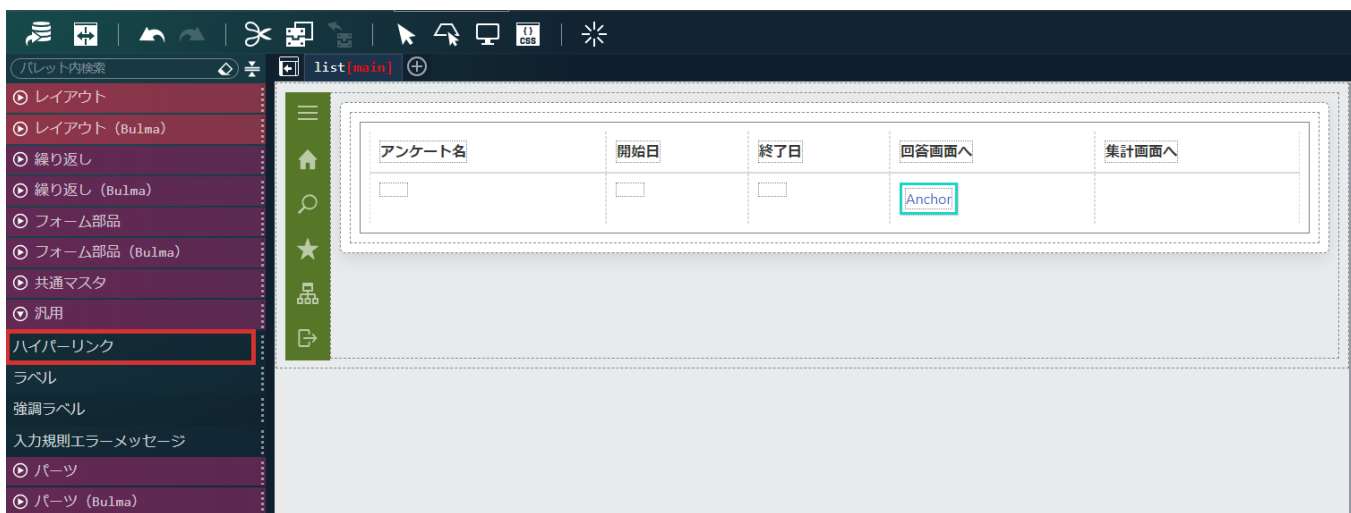 {} CSS
パレット内検索
list[main]
レイアウト
レイアウト (Bulma)
繰り返し
繰り返し (Bulma)
フォーム部品
フォーム部品 (Bulma)
共通マスタ
汎用
ハイパーリンク
ラベル
強調ラベル
入力規則エラーメッセージ
パーツ
パーツ (Bulma)
アンケート名 開始日 終了日 回答画面へ 集計画面へ
Anchor